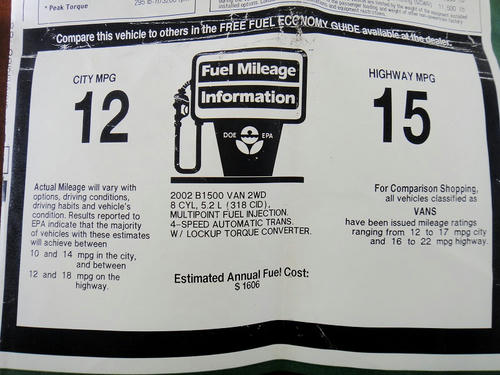 * Peak Torque
Compare this vehicle to others in the FREE FUEL ECONOMY GUIDE available at the dealer.
CITY MPG
12
Fuel Mileage
Information
DOE EPA
HIGHWAY MPG
15
Actual Mileage will vary with
options, driving conditions,
driving habits and vehicle's
condition. Results reported to
EPA indicate that the majority
of vehicles with these estimates
will achieve between
10 and 14 mpg in the city,
and between
12 and 18 mpg on the
highway.
2002 B1500 VAN 2WD
8 CYL, 5.2 L (318 CID),
MULTIPOINT FUEL INJECTION.
4-SPEED AUTOMATIC TRANS.
W/ LOCKUP TORQUE CONVERTER.
Estimated Annual Fuel Cost:
$ 1606
For Comparison Shopping,
all vehicles classified as
VANS
have been issued mileage ratings
ranging from 12 to 17 mpg city
and 16 to 22 mpg highway.